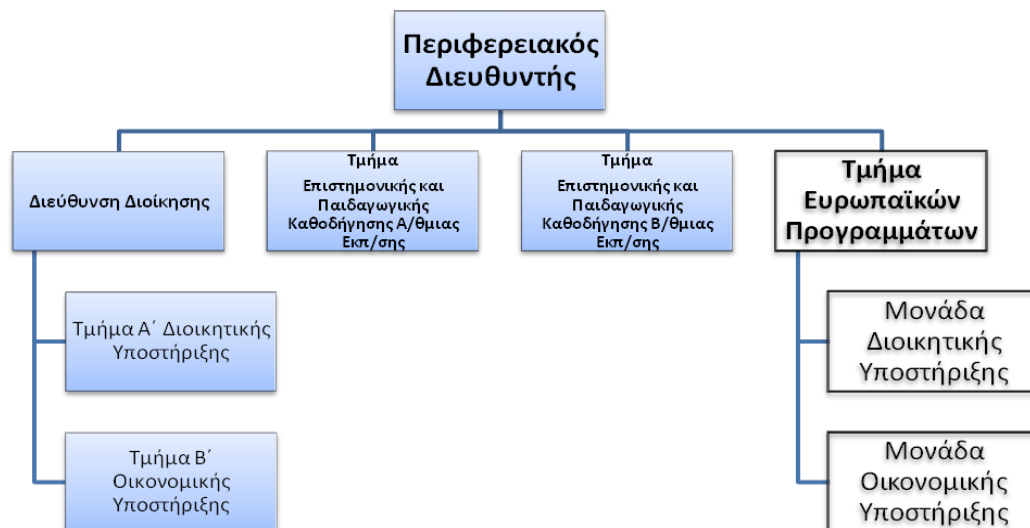 Περιφερειακός
Διευθυντής
Διεύθυνση Διοίκησης
Τμήμα
Επιστημονικής και
Παιδαγωγικής
Καθοδήγησης Α/θμιας
Εκπ/σης
Τμήμα
Επιστημονικής και
Παιδαγωγικής
Καθοδήγησης Β/θμιας
Εκπ/σης
Τμήμα
Ευρωπαϊκών
Προγραμμάτων
Τμήμα Α΄ Διοικητικής
Υποστήριξης
Τμήμα Β΄
Οικονομικής
Υποστήριξης
Μονάδα
Διοικητικής
Υποστήριξης
Μονάδα
Οικονομικής
Υποστήριξης